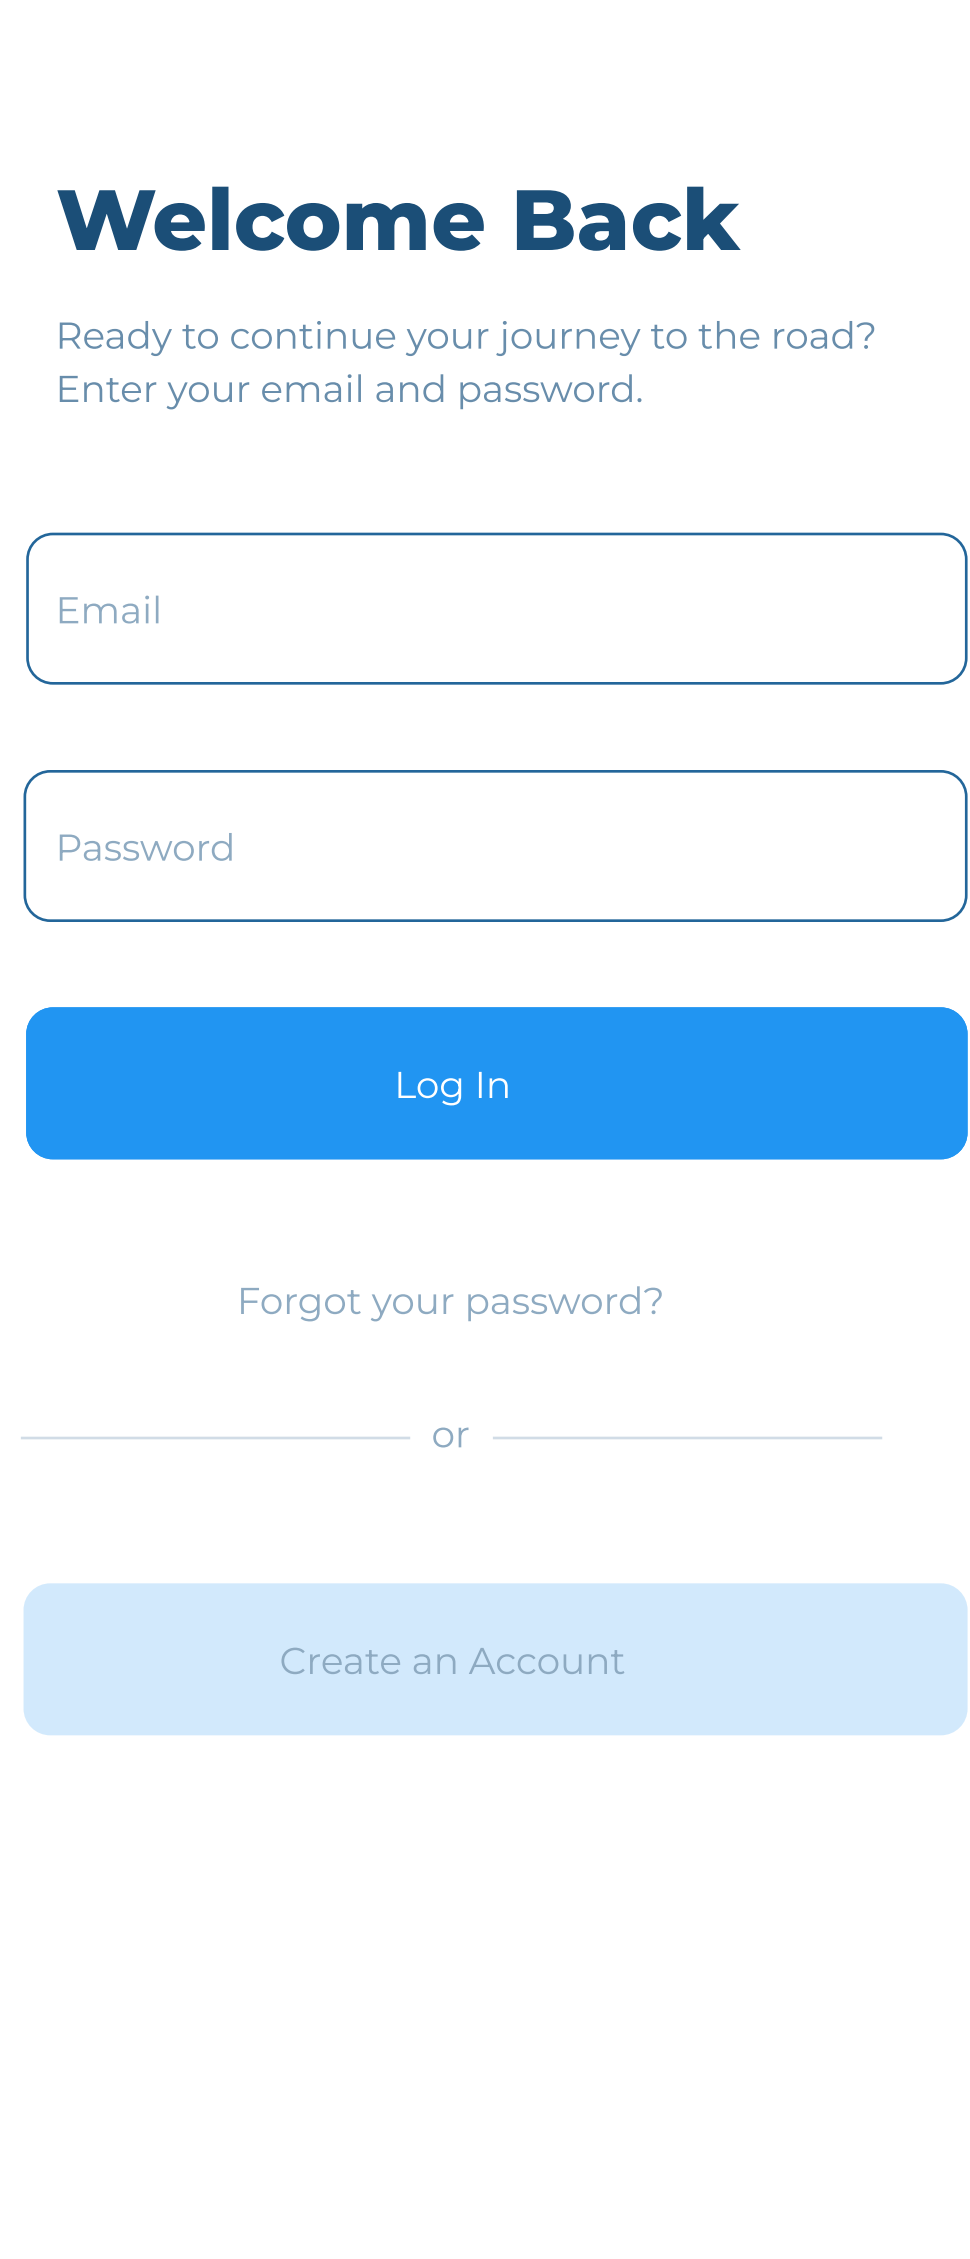 Welcome Back
Ready to continue your journey to the road?
Enter your email and password.
Email
Password
Log In
Forgot your password?
or
Create an Account